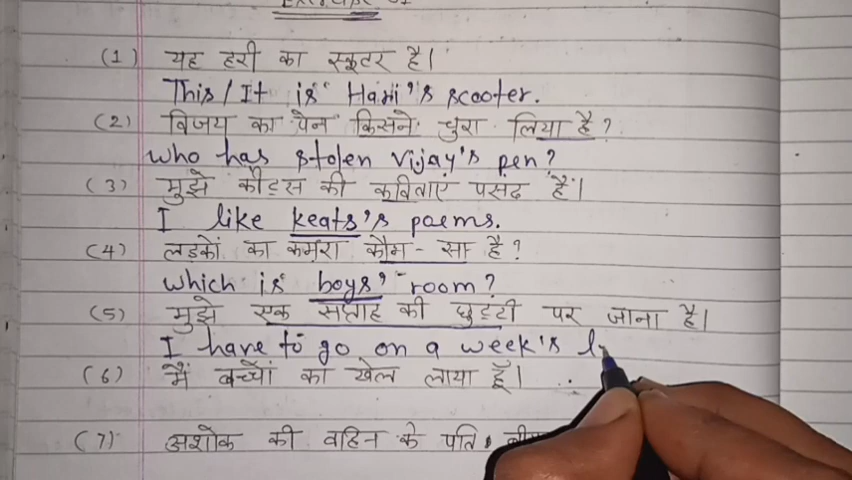 (1) यह हरी का स्कूटर है।
This/It is Hari's scooter.
(2) विजय का पेन किसने चुरा लिया है?
Who has stolen Vijay's pen?
(3) मुझे कीट्स की कविताएं पसंद हैं।
I like keats's poems.
(4) लड़कों का कमरा कौन-सा है?
which is boys' room?
(5) मुझे एक सप्ताह की छुट्टी पर जाना है।
I have to go on a week's
(6) मैं बच्चों का खेल लाया हूँ।
(7) अशोक की बहिन के पति